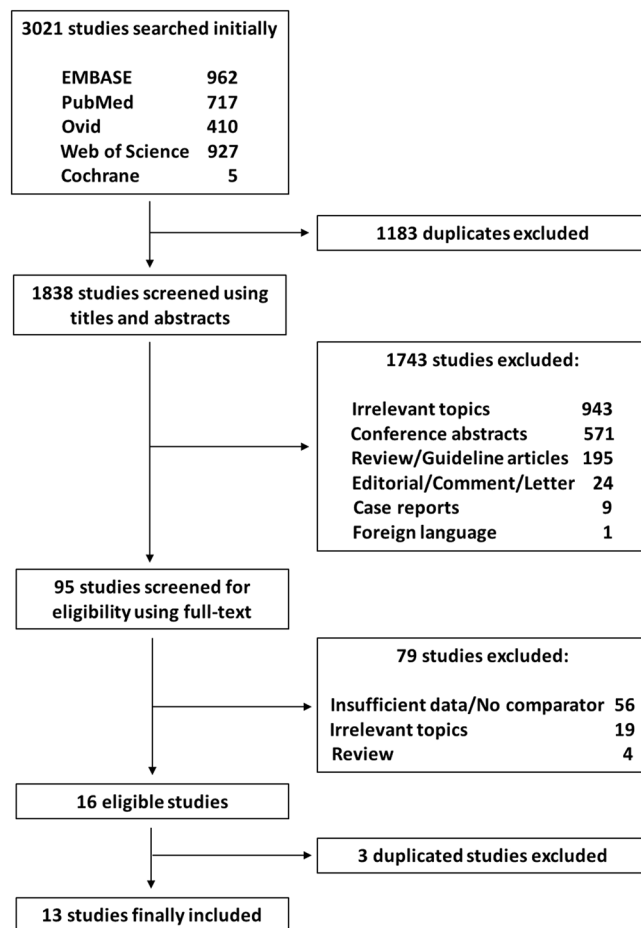 3021 studies searched initially
EMBASE 962
PubMed 717
Ovid 410
Web of Science 927
Cochrane 5
1183 duplicates excluded
1838 studies screened using
titles and abstracts
1743 studies excluded:
Irrelevant topics 943
Conference abstracts 571
Review/Guideline articles 195
Editorial/Comment/Letter 24
Case reports 9
Foreign language 1
95 studies screened for
eligibility using full-text
79 studies excluded:
Insufficient data/No comparator 56
Irrelevant topics 19
Review 4
16 eligible studies
3 duplicated studies excluded
13 studies finally included